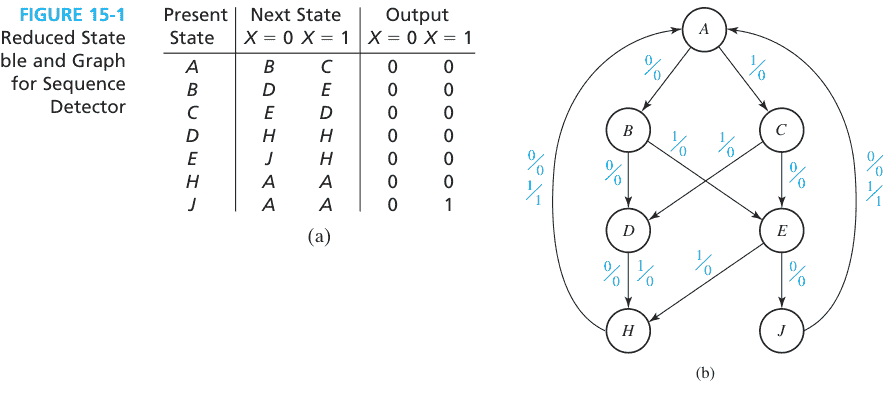 FIGURE 15-1
Reduced State
ble and Graph
for Sequence
Detector
Present Next State Output
State X = 0 X = 1 X = 0 X = 1
A B C 0 0
B D E 0 0
C E D 0 0
D H H 0 0
E J H 0 0
H A A 0 0
J A A 0 1
(a)
A
0/0 1/0
B C
1/0 1/0
0/0 1/1 0/0 0/0 0/0 1/1
D E
0/0 1/0 1/0 0/0
H J
(b)